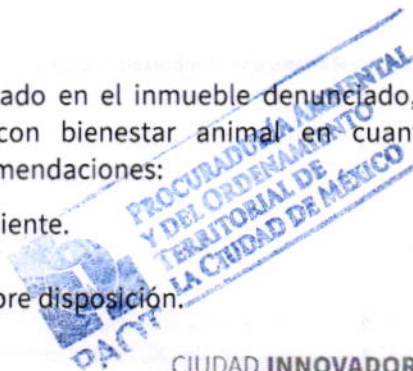 ado en el inmueble denunciado,
con bienestar animal en cuan
mendaciones:
iente.
bre disposición.
PROCURADURÍA AMBIENTAL
Y DEL ORDENAMIENTO
TERRITORIAL DE
LA CIUDAD DE MÉXICO
PAOT
CIUDAD INNOVADOR